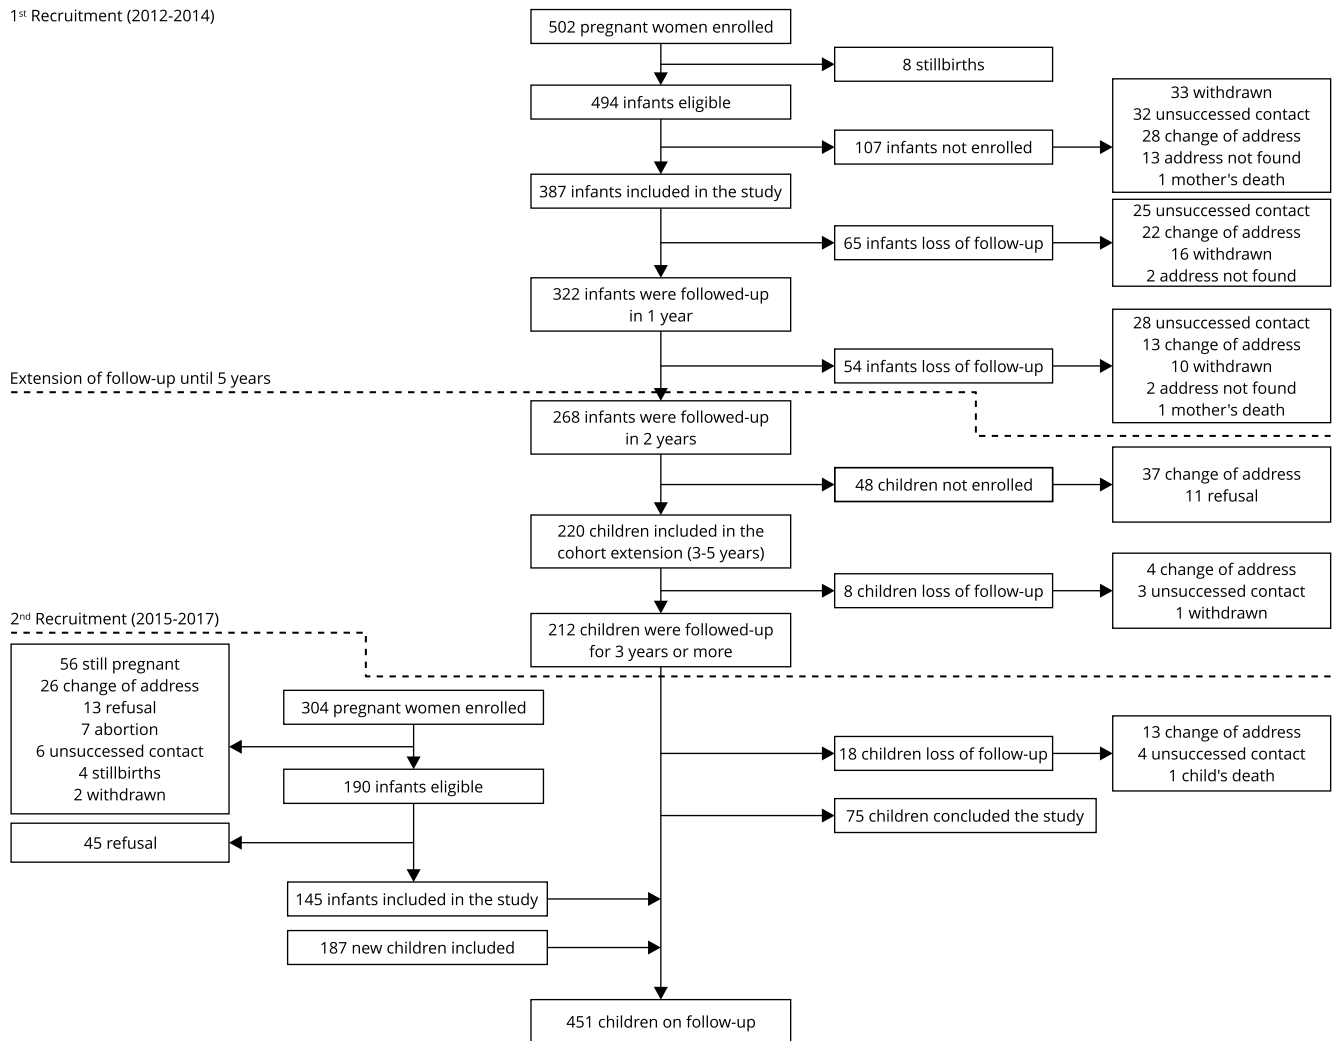 1st Recruitment (2012-2014)
502 pregnant women enrolled
8 stillbirths
494 infants eligible
107 infants not enrolled
33 withdrawn
32 unsuccessed contact
28 change of address
13 address not found
1 mother's death
387 infants included in the study
65 infants loss of follow-up
25 unsuccessed contact
22 change of address
16 withdrawn
2 address not found
322 infants were followed-up
in 1 year
54 infants loss of follow-up
28 unsuccessed contact
13 change of address
10 withdrawn
2 address not found
1 mother's death
Extension of follow-up until 5 years
268 infants were followed-up
in 2 years
48 children not enrolled
37 change of address
11 refusal
220 children included in the
cohort extension (3-5 years)
8 children loss of follow-up
4 change of address
3 unsuccessed contact
1 withdrawn
212 children were followed-up
for 3 years or more
2nd Recruitment (2015-2017)
56 still pregnant
26 change of address
13 refusal
7 abortion
6 unsuccessed contact
4 stillbirths
2 withdrawn
304 pregnant women enrolled
190 infants eligible
18 children loss of follow-up
13 change of address
4 unsuccessed contact
1 child's death
75 children concluded the study
45 refusal
145 infants included in the study
187 new children included
451 children on follow-up